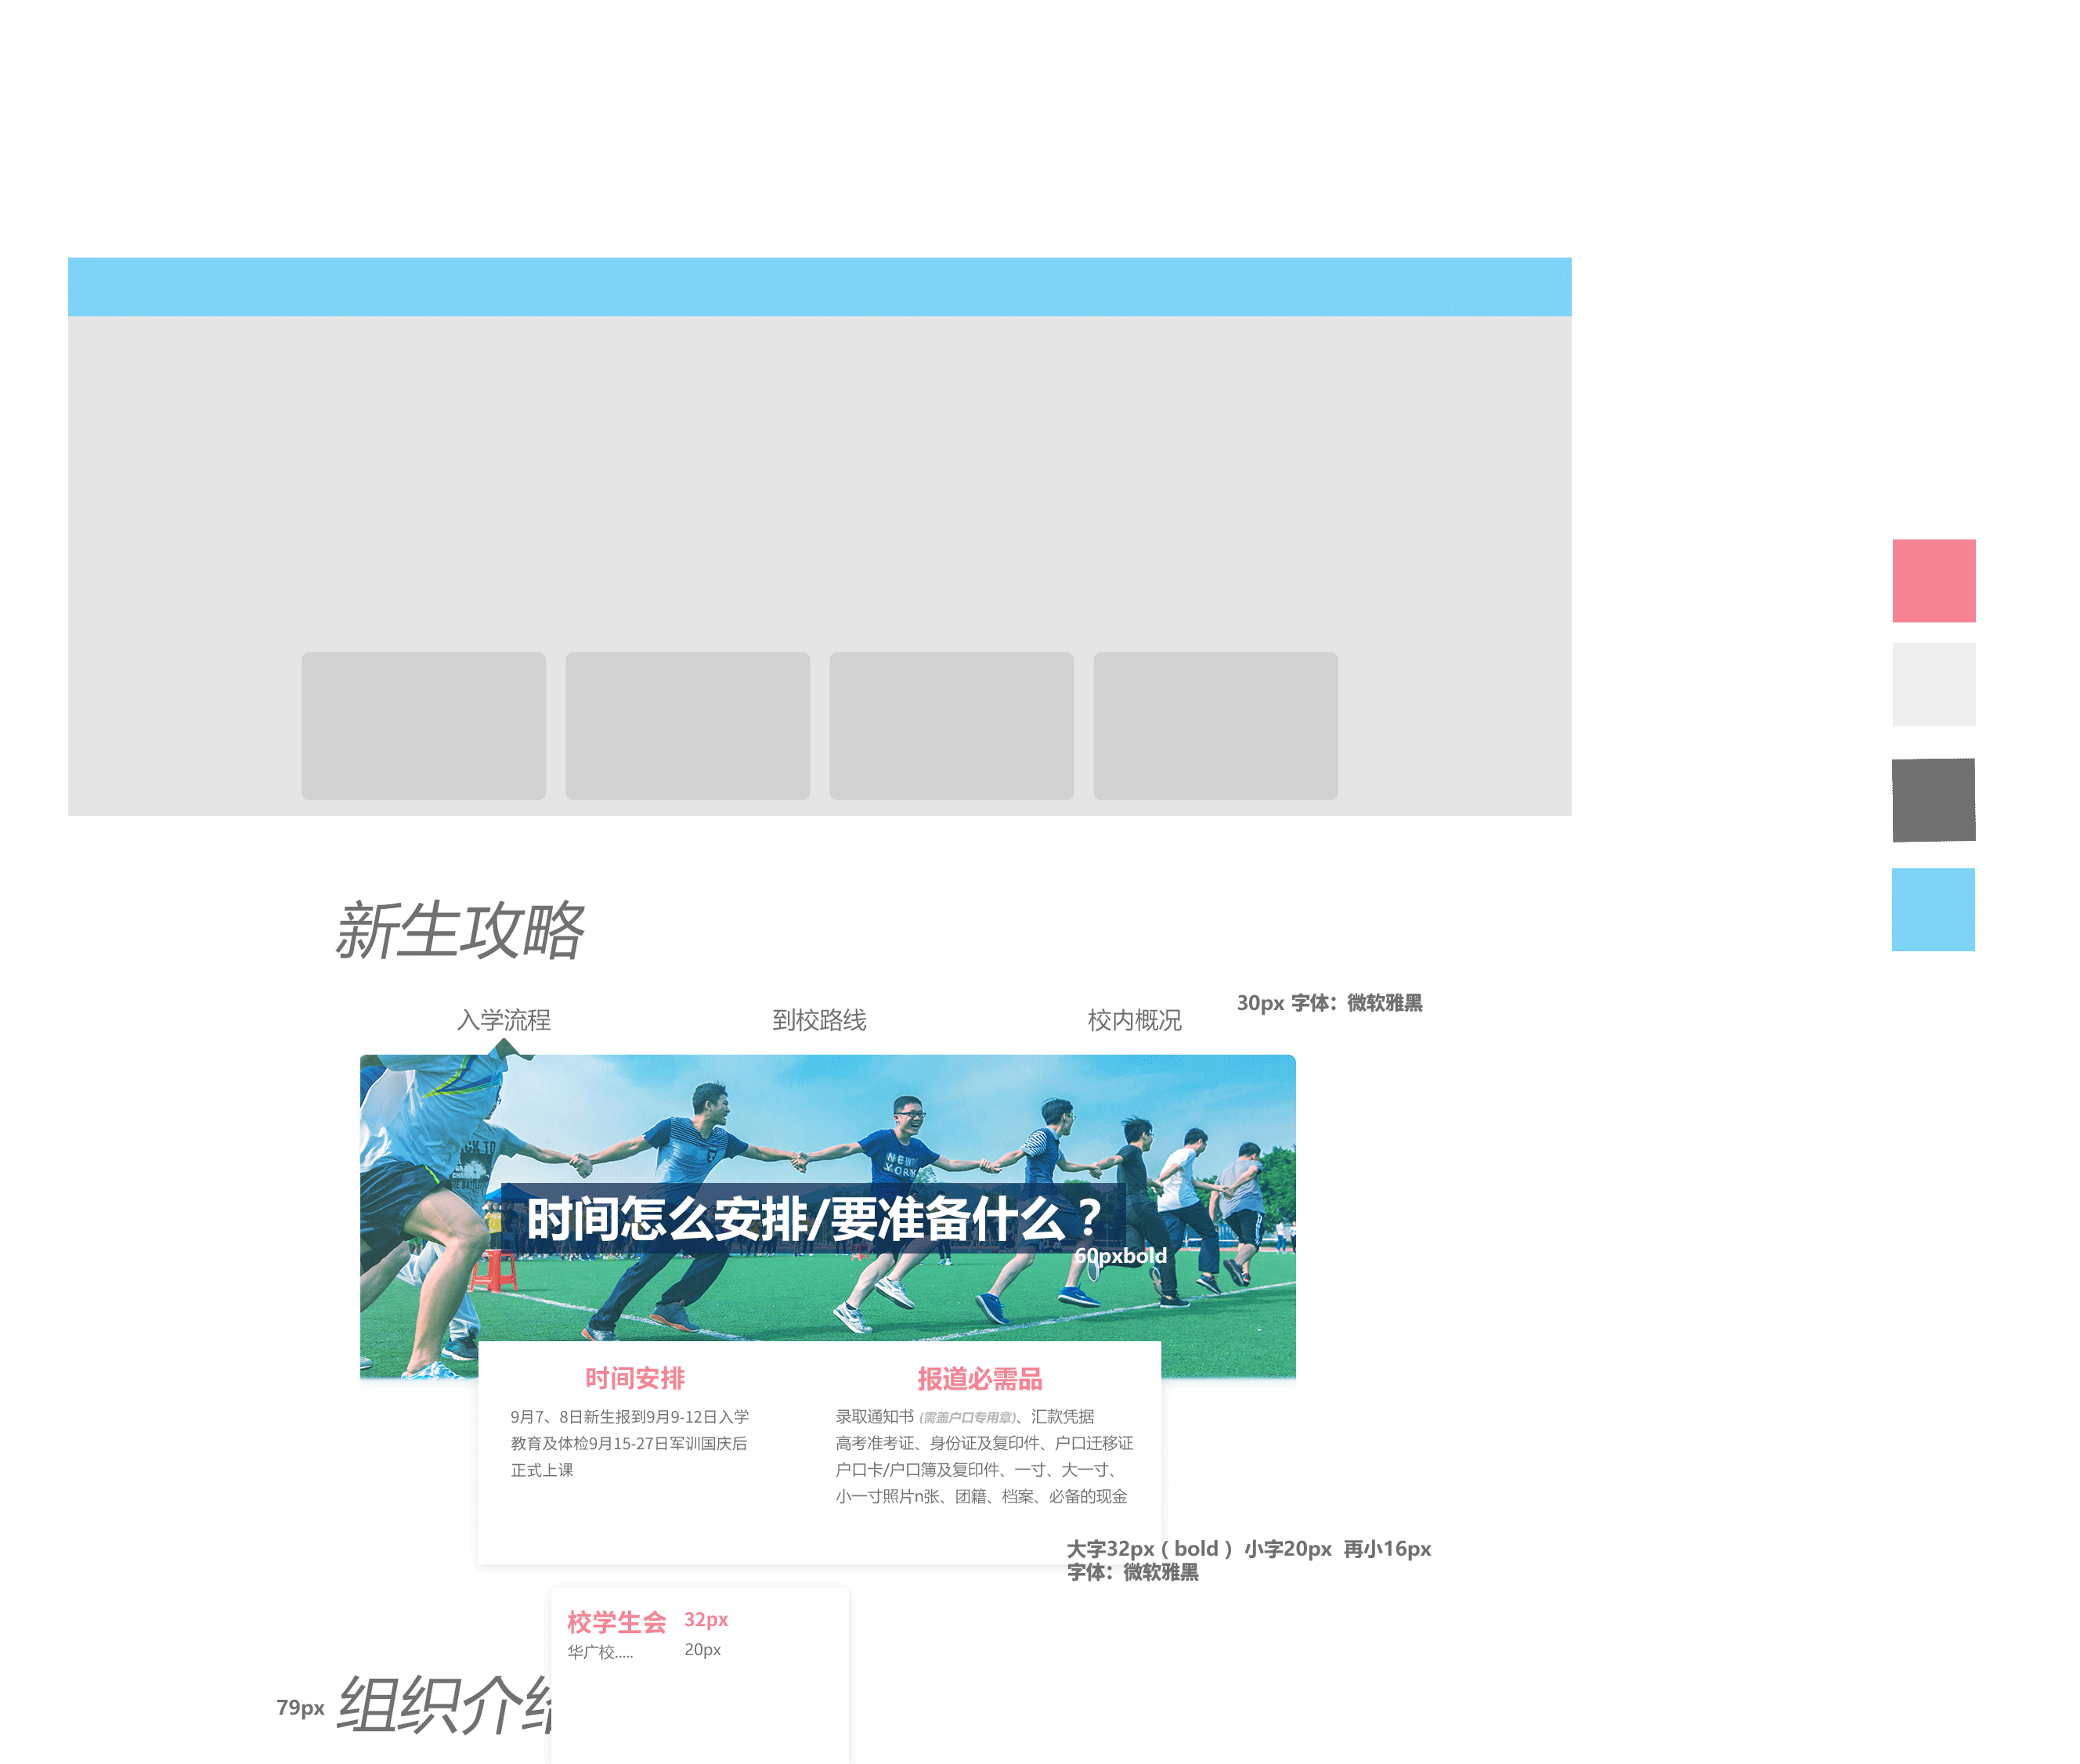 新生攻略
入学流程
到校路线
校内概况
30px 字体：微软雅黑
NEW
YORK
时间怎么安排/要准备什么？
60pxbold
时间安排
9月7、8日新生报到9月9-12日入学
教育及体检9月15-27日军训国庆后
正式上课
报道必需品
录取通知书 (需盖户口专用章)、汇款凭据
高考准考证、身份证及复印件、户口迁移证
户口卡/户口簿及复印件、一寸、大一寸、
小一寸照片n张、团籍、档案、必备的现金
大字32px（bold） 小字20px 再小16px
字体：微软雅黑
校学生会 32px
华广校..... 20px
79px 组织介